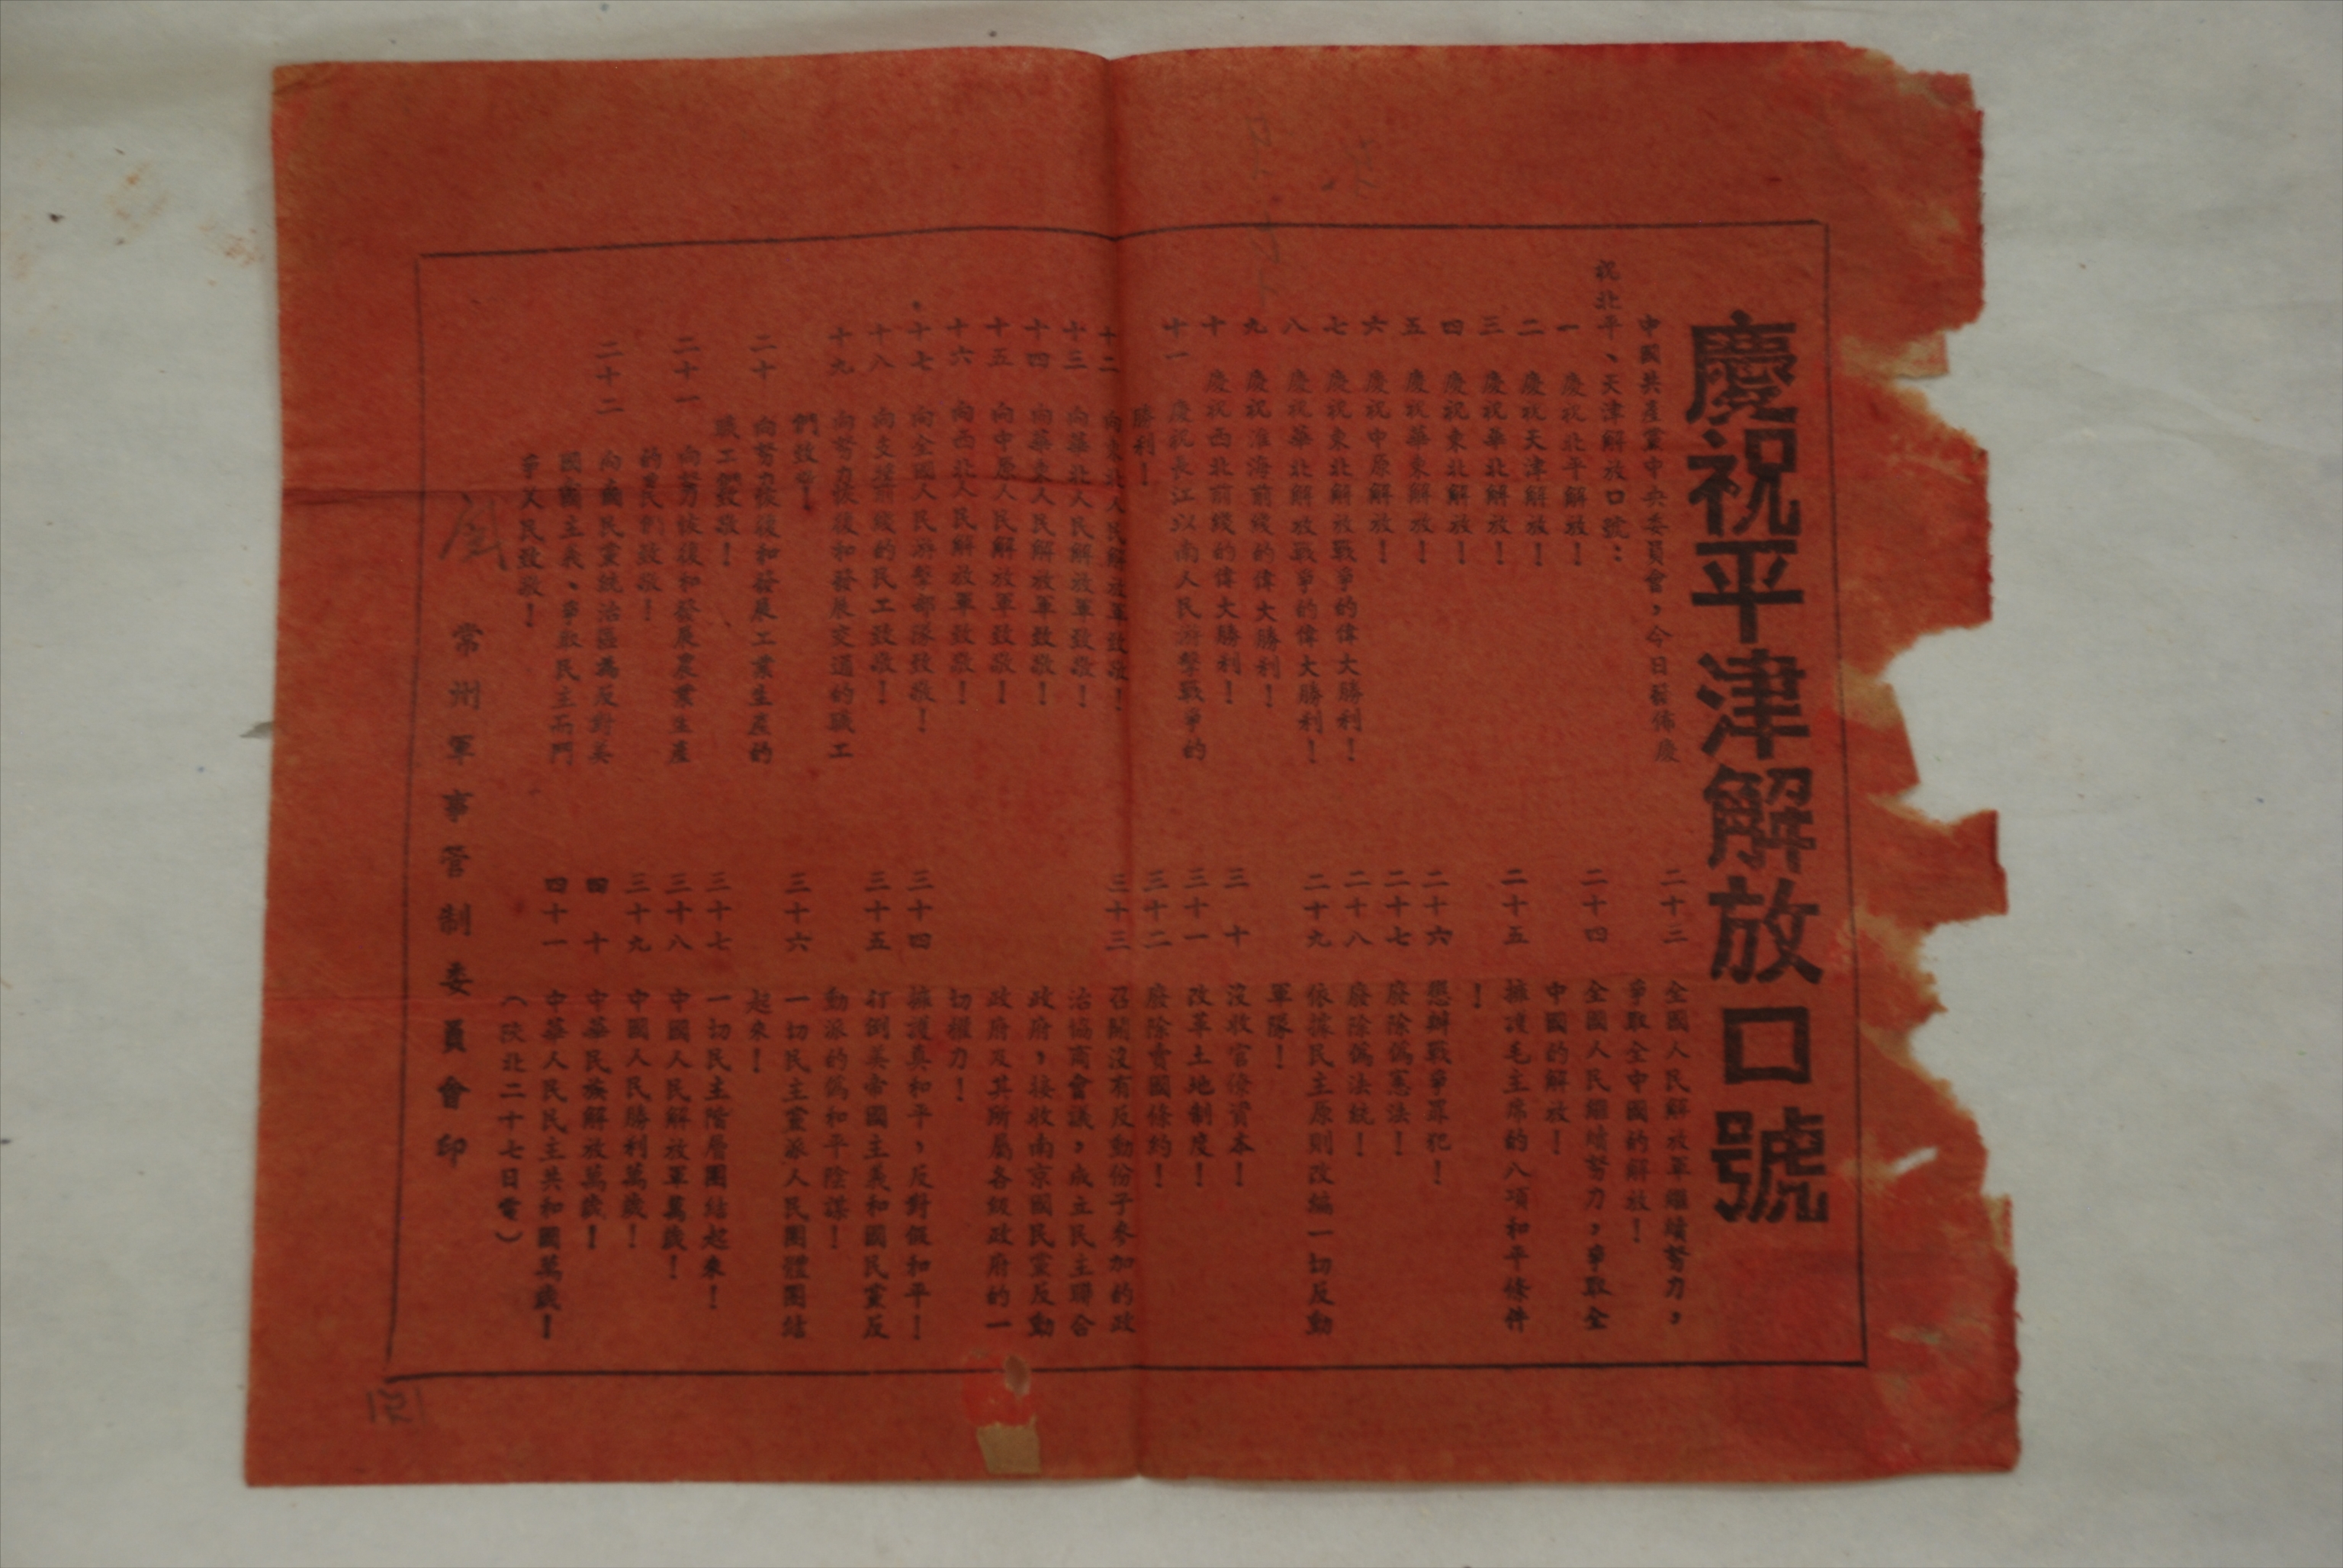 慶祝平津解放口號
中國共產黨中央委員會，今日發佈慶
祝北平、天津解放口號：
一　慶祝北平解放！
二　慶祝天津解放！
三　慶祝華北解放！
四　慶祝東北解放！
五　慶祝華東解放！
六　慶祝中原解放！
七　慶祝東北解放戰爭的偉大勝利！
八　慶祝華北解放戰爭的偉大勝利！
九　慶祝淮海前綫的偉大勝利！
十　慶祝西北前綫的偉大勝利！
十一　慶祝長江以南人民游擊戰爭的
勝利！
十二　向東北人民解放軍致敬！
十三　向華北人民解放軍致敬！
十四　向華東人民解放軍致敬！
十五　向中原人民解放軍致敬！
十六　向西北人民解放軍致敬！
十七　向全國人民游擊部隊致敬！
十八　向支援前綫的民工致敬！
十九　向努力恢復和發展交通的職工
們致敬！
二十　向努力恢復和發展工業生產的
職工們致敬！
二十一　向努力恢復和發展農業生產
的農民們致敬！
二十二　向國民黨統治區為反對美
國帝國主義、爭取民主而鬥
爭人民致敬！
二十三　全國人民解放軍繼續努力，
爭取全中國的解放！
二十四　全國人民繼續努力，爭取全
中國的解放！
二十五　擁護毛主席的八項和平條件
！
二十六　懲辦戰爭罪犯！
二十七　廢除偽憲法！
二十八　廢除偽法統！
二十九　依據民主原則改編一切反動
軍隊！
三十　沒收官僚資本！
三十一　改革土地制度！
三十二　廢除賣國條約！
三十三　召開沒有反動份子參加的政
治協商會議，成立民主聯合
政府，接收南京國民黨反動
政府及其所屬各級政府的一
切權力！
三十四　擁護真和平，反對假和平！
三十五　打倒美帝國主義和國民黨反
動派的偽和平陰謀！
三十六　一切民主黨派人民團體團結
起來！
三十七　一切民主階層團結起來！
三十八　中國人民解放軍萬歲！
三十九　中國人民勝利萬歲！
四十　中華民族解放萬歲！
四十一　中華人民民主共和國萬歲！
（陝北二十七日電）
常州軍事管制委員會印